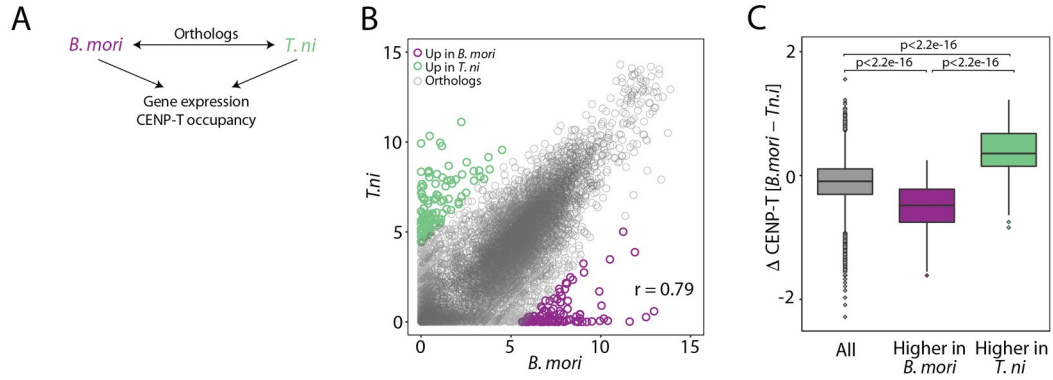 A
B. mori
Orthologs
T. ni
Gene expression
CENP-T occupancy
B
15
10
5
0
T.ni
Up in B. mori
Up in T. ni
Orthologs
r = 0.79
0 5 10 15
B. mori
C
Δ CENP-T [B.mori – Tn.i]
2
0
-2
p<2.2e-16
p<2.2e-16 p<2.2e-16
All
Higher in
B. mori
Higher in
T. ni